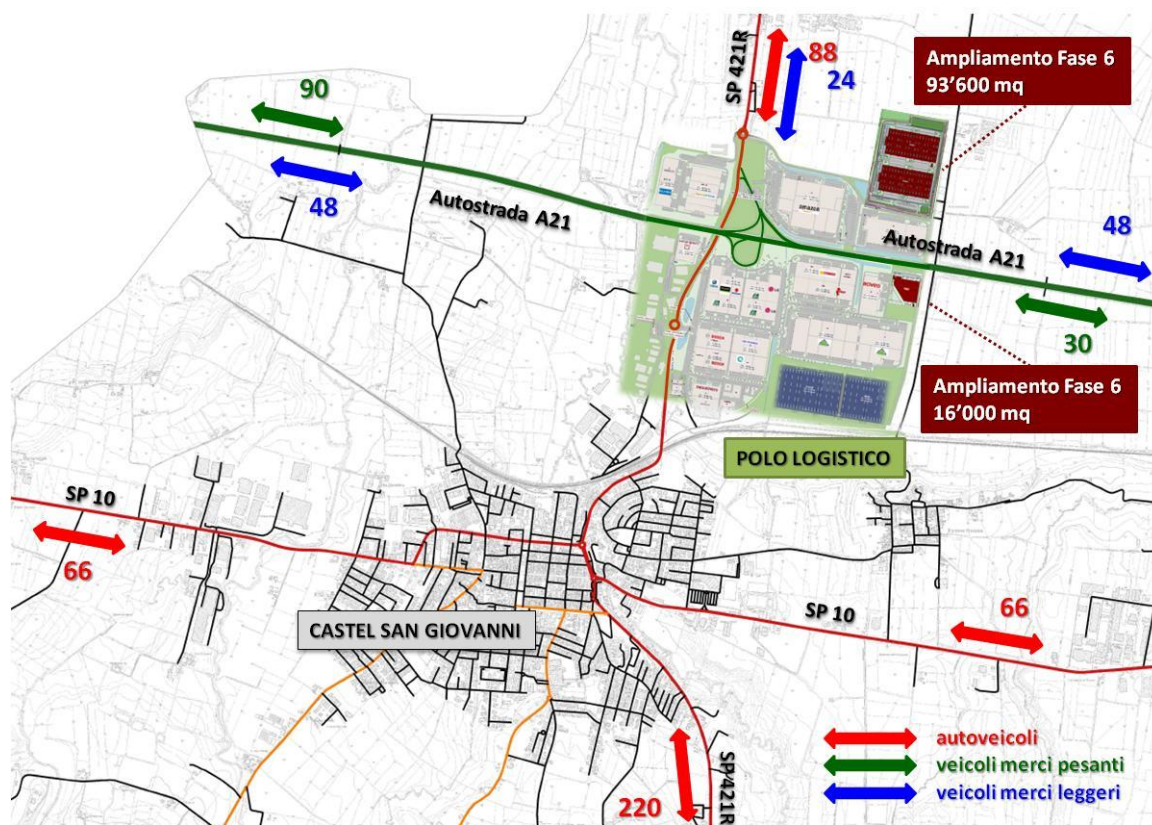 SP 421R
88
24
Ampliamento Fase 6
93'600 mq
90
48
Autostrada A21
Autostrada A21
48
30
Ampliamento Fase 6
16'000 mq
POLO LOGISTICO
SP 10
66
CASTEL SAN GIOVANNI
SP 10
66
220
SP 421R
autoveicoli
veicoli merci pesanti
veicoli merci leggeri